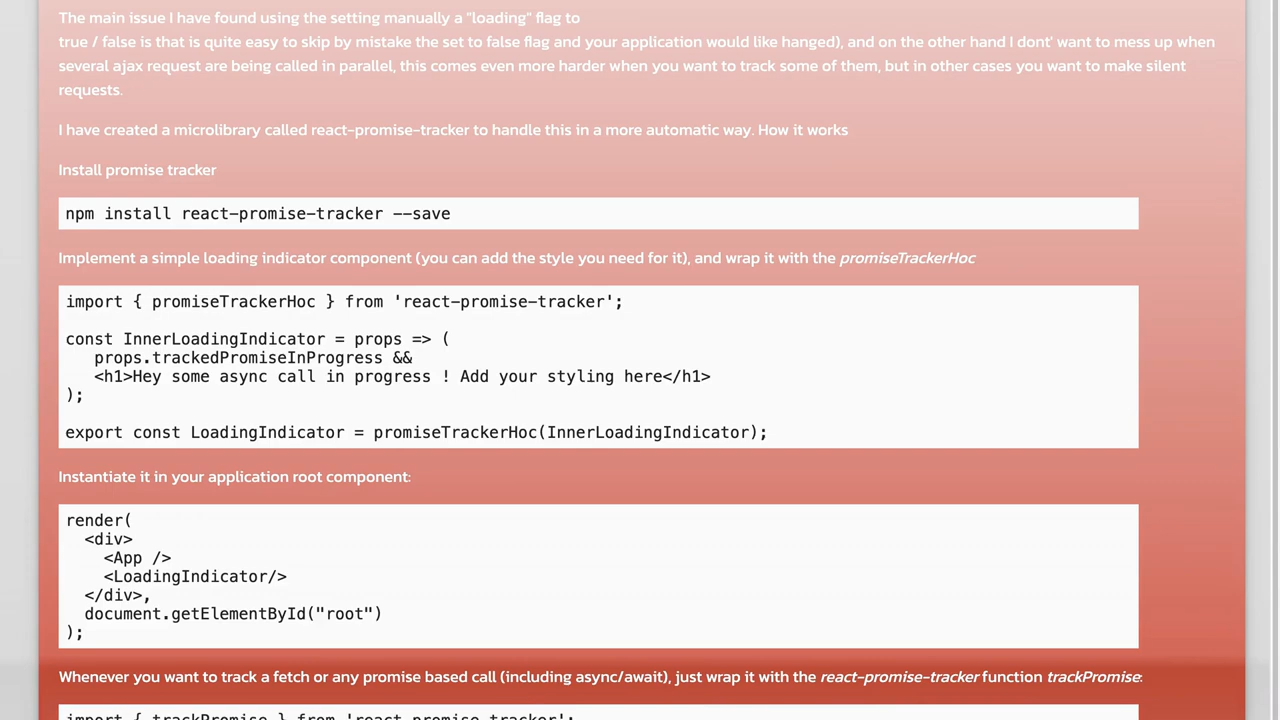 The main issue I have found using the setting manually a "loading" flag to
true / false is that is quite easy to skip by mistake the set to false flag and your application would like hanged), and on the other hand I dont' want to mess up when
several ajax request are being called in parallel, this comes even more harder when you want to track some of them, but in other cases you want to make silent
requests.
I have created a microlibrary called react-promise-tracker to handle this in a more automatic way. How it works
Install promise tracker
npm install react-promise-tracker --save
Implement a simple loading indicator component (you can add the style you need for it), and wrap it with the promiseTrackerHoc
import { promiseTrackerHoc } from 'react-promise-tracker';
const InnerLoadingIndicator = props => (
props.trackedPromiseInProgress &&
<h1>Hey some async call in progress ! Add your styling here</h1>
);
export const LoadingIndicator = promiseTrackerHoc(InnerLoadingIndicator);
Instantiate it in your application root component:
render(
<div>
<App />
<LoadingIndicator/>
</div>,
document.getElementById("root")
);
Whenever you want to track a fetch or any promise based call (including async/await), just wrap it with the react-promise-tracker function trackPromise:
import { trackPromise } from 'react-promise-tracker';